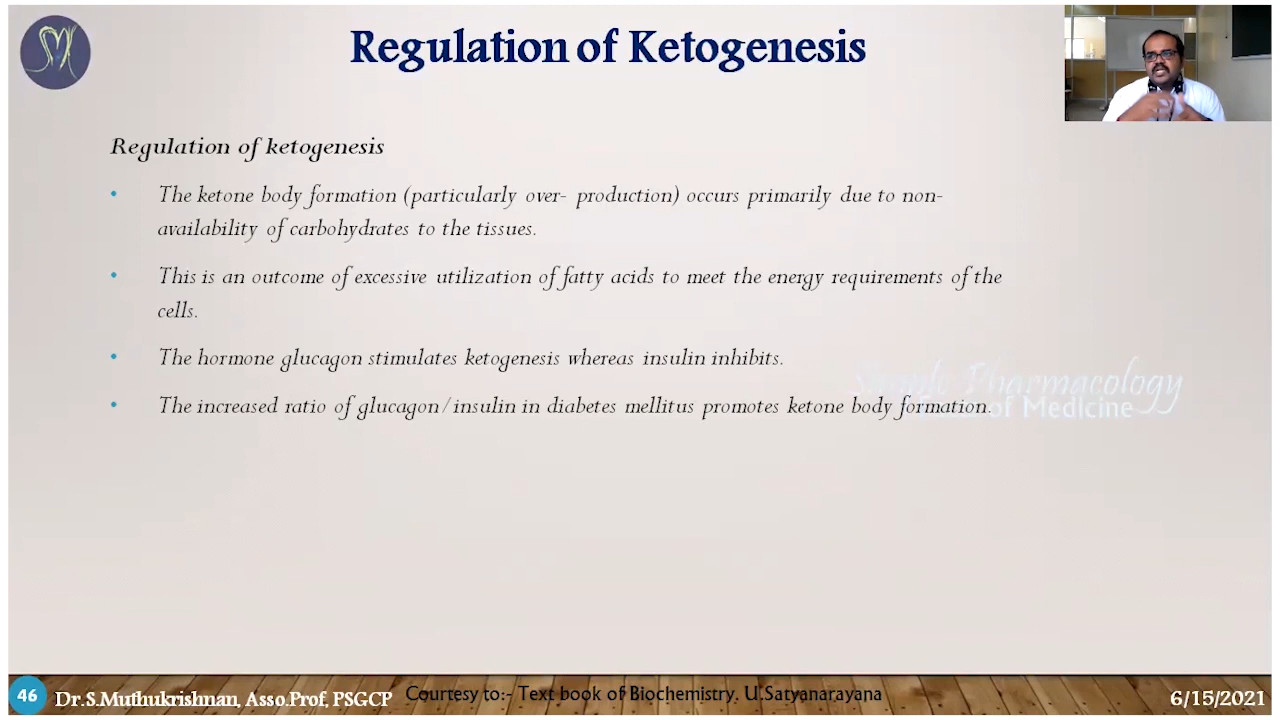 Regulation of Ketogenesis
Regulation of ketogenesis
• The ketone body formation (particularly over- production) occurs primarily due to non-
availability of carbohydrates to the tissues.
• This is an outcome of excessive utilization of fatty acids to meet the energy requirements of the
cells.
• The hormone glucagon stimulates ketogenesis whereas insulin inhibits.
• The increased ratio of glucagon/insulin in diabetes mellitus promotes ketone body formation.
Pharmacology
of Medicine
46 Dr.S.Muthukrishnan, Asso.Prof, PSGCP Courtesy to:- Text book of Biochemistry. U.Satyanarayana 6/15/2021